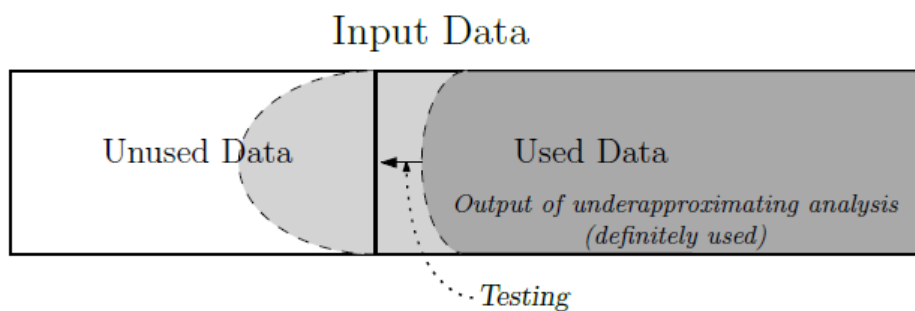 Input Data
Unused Data
Used Data
Output of underapproximating analysis
(definitely used)
Testing